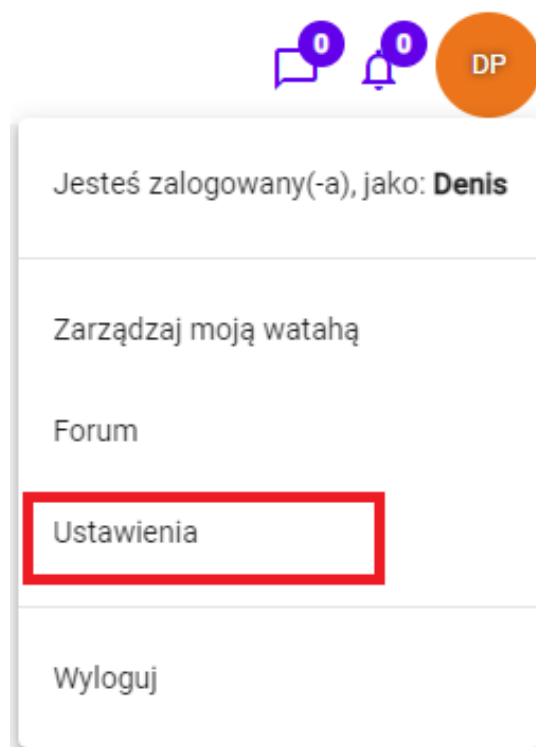 0 0 DP
Jesteś zalogowany(-a), jako: Denis
Zarządzaj moją watahą
Forum
Ustawienia
Wyloguj